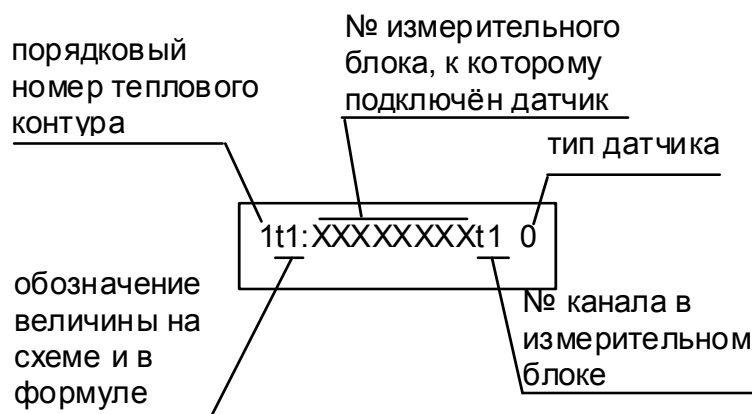 порядковый
номер теплового
контура
№ измерительного
блока, к которому
подключён датчик
тип датчика
1t1:XXXXXXXXt1 0
обозначение
величины на
схеме и в
формуле
№ канала в
измерительном
блоке